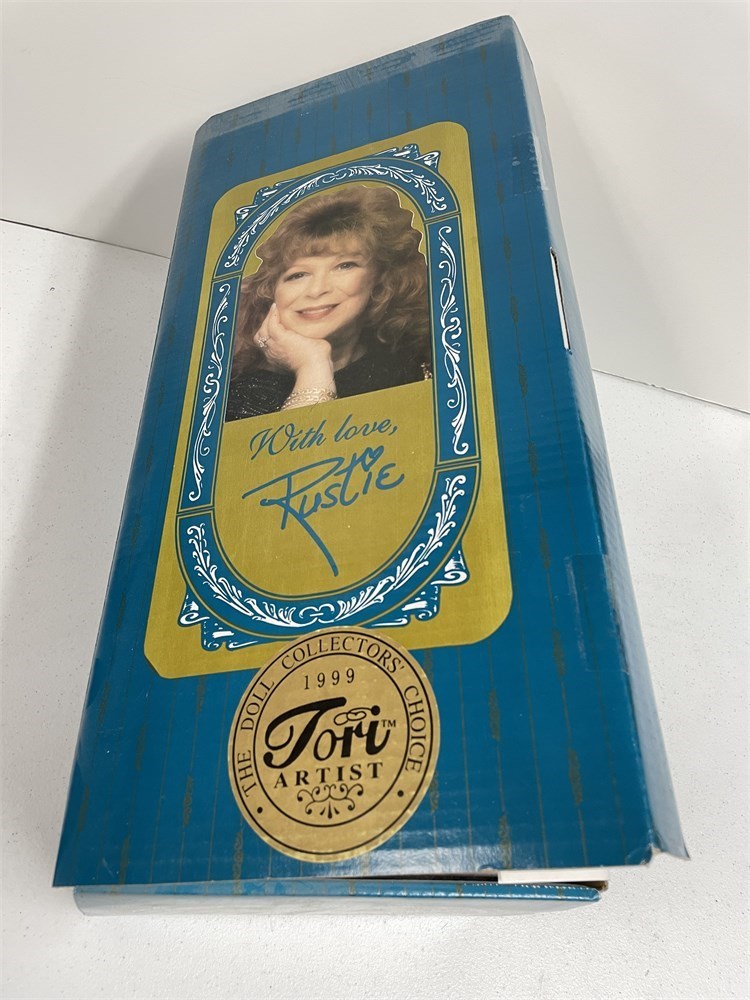 With love,
Rustie
THE DOLL COLLECTORS' CHOICE
1999
Tori™
ARTIST